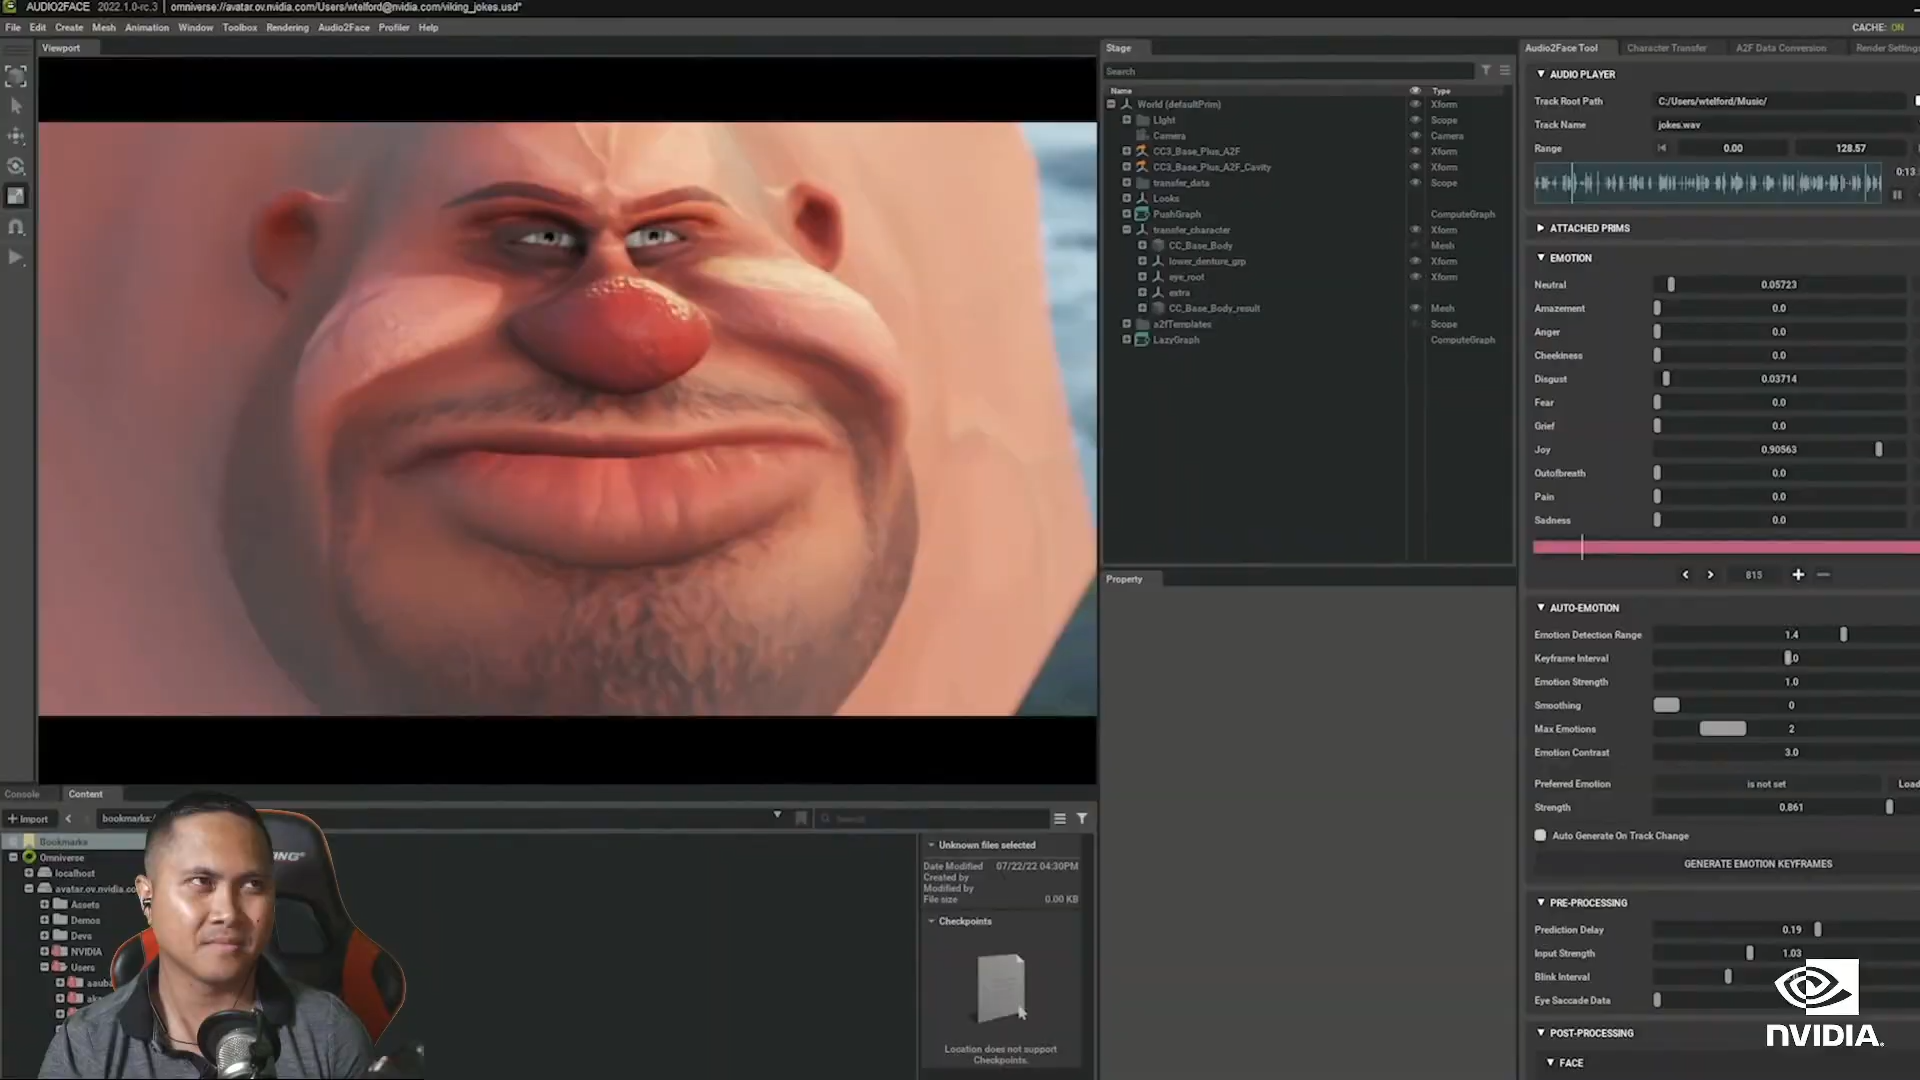 AUDIO2FACE 2022.1.0-rc.3 omniverse://avatar.ov.nvidia.com/Users/wtelford@nvidia.com/viking_jokes.usd*
File Edit Create Mesh Animation Window Toolbox Rendering Audio2Face Profiler Help
CACHE: ON
Viewport
Stage
Search
Name Type
World (defaultPrim) Xform
Light Scope
Camera Camera
CC3_Base_Plus_A2F Xform
CC3_Base_Plus_A2F_Cavity Xform
transfer_data Scope
Looks
PushGraph ComputeGraph
transfer_character Xform
CC_Base_Body Mesh
lower_denture_grp Xform
eye_root Xform
extra
CC_Base_Body_result Mesh
a2fTemplates Scope
LazyGraph ComputeGraph
Property
Audio2Face Tool Character Transfer A2F Data Conversion Render Settings
AUDIO PLAYER
Track Root Path C:/Users/wtelford/Music/
Track Name jokes.wav
Range 0.00 128.57
0:13
ATTACHED PRIMS
EMOTION
Neutral 0.05723
Amazement 0.0
Anger 0.0
Cheekiness 0.0
Disgust 0.03714
Fear 0.0
Grief 0.0
Joy 0.90563
Outofbreath 0.0
Pain 0.0
Sadness 0.0
815
AUTO-EMOTION
Emotion Detection Range 1.4
Keyframe Interval
Emotion Strength 1.0
Smoothing 0
Max Emotions 2
Emotion Contrast 3.0
Preferred Emotion is not set Load
Strength 0.861
Auto Generate On Track Change
GENERATE EMOTION KEYFRAMES
PRE-PROCESSING
Prediction Delay 0.19
Input Strength 1.03
Blink Interval
Eye Saccade Data
POST-PROCESSING
FACE
NVIDIA.
Console Content
Import bookmarks:/
Search
Bookmarks
Omniverse
localhost
avatar.ov.nvidia.co
Assets
Demos
Devs
NVIDIA
Users
Unknown files selected
Date Modified 07/22/22 04:30PM
Created by
Modified by
File size 0.00 KB
Checkpoints
Location does not support
Checkpoints.